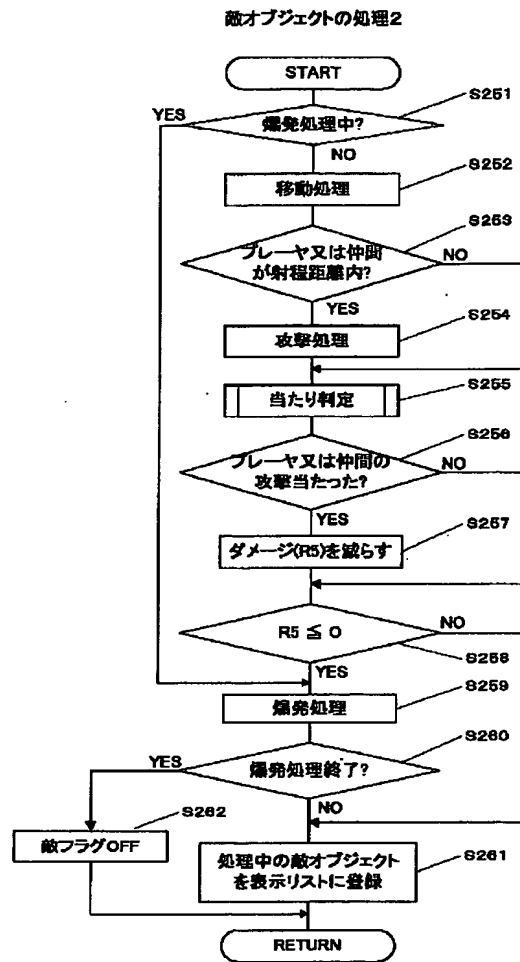 敵オブジェクトの処理2
START
S251
YES
爆発処理中?
NO
S252
移動処理
S253
プレーヤ又は仲間
が射程距離内?
NO
YES
S254
攻撃処理
S255
当たり判定
S256
プレーヤ又は仲間の
攻撃当たった?
NO
YES
S257
ダメージ(R5)を減らす
R5 ≦ 0
NO
S258
YES
S259
爆発処理
S260
YES
爆発処理終了?
S262
NO
敵フラグOFF
処理中の敵オブジェクト
を表示リストに登録
S261
RETURN